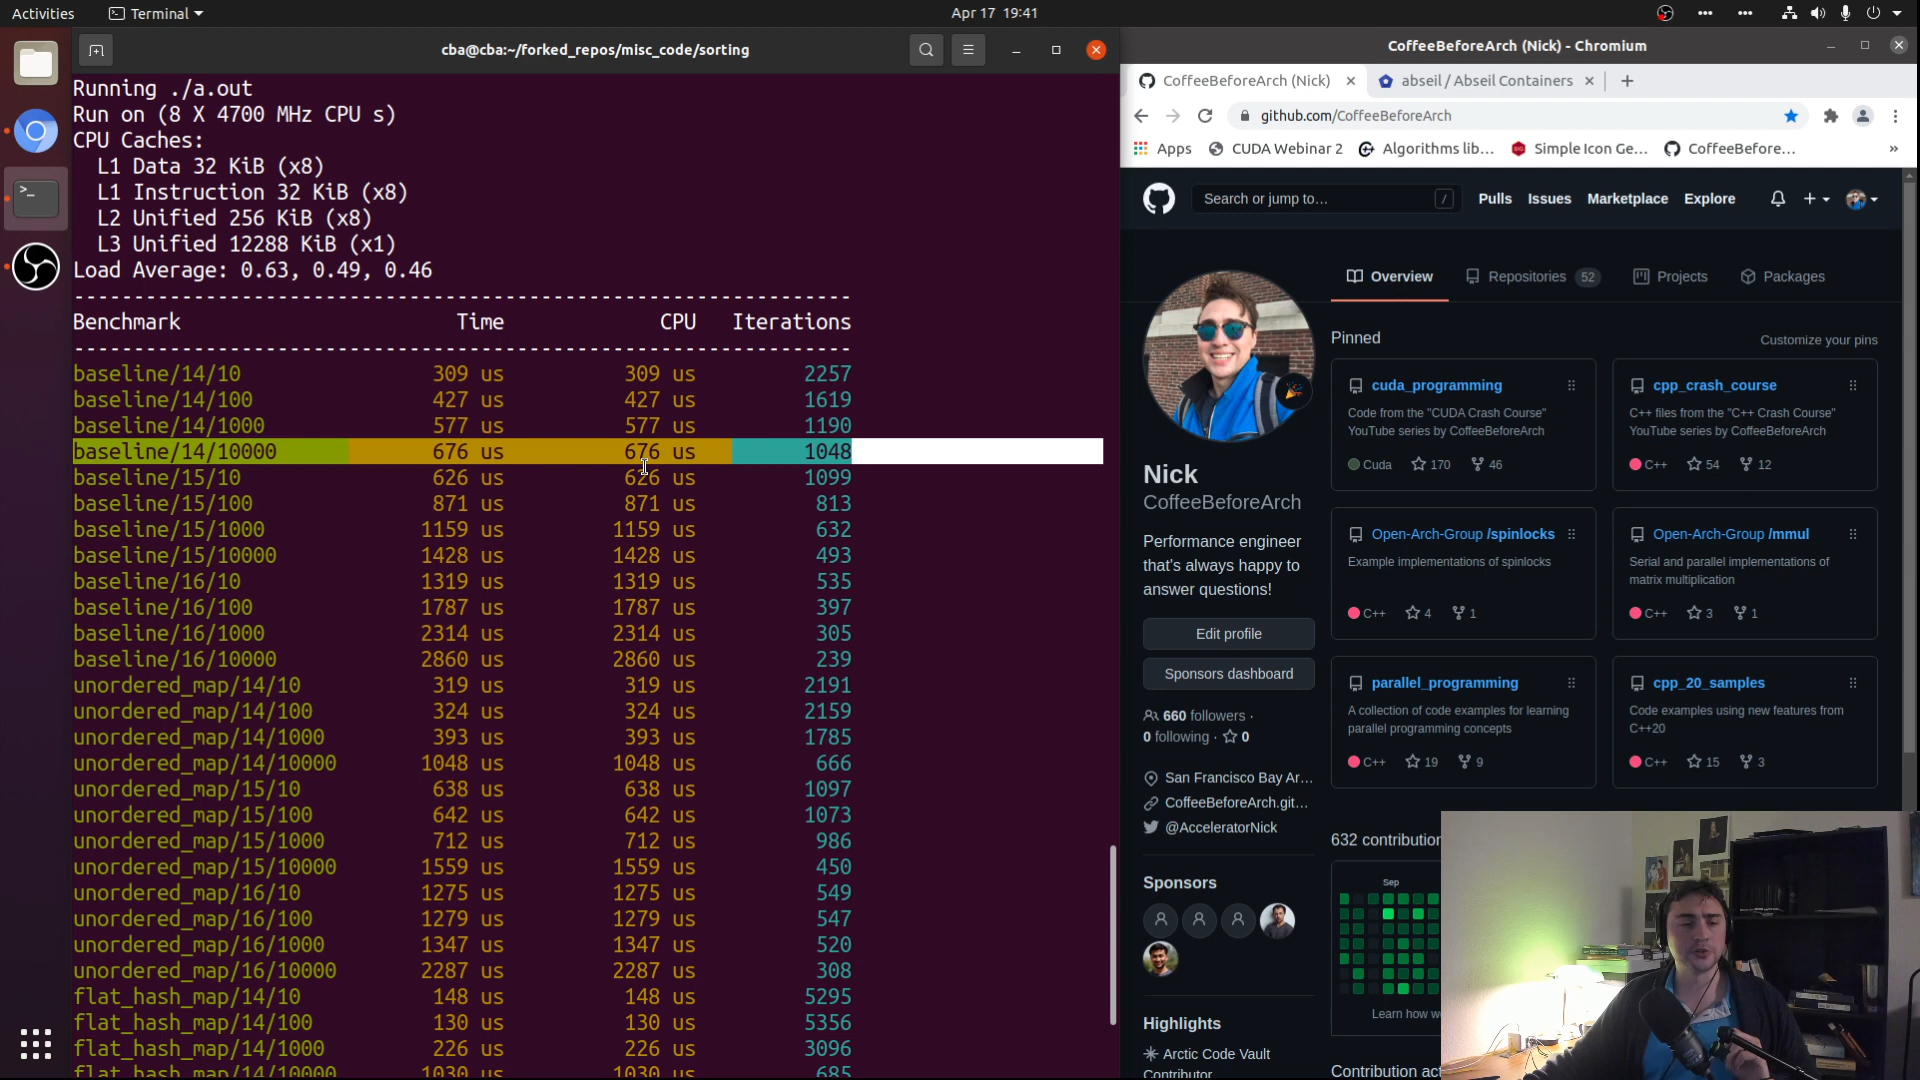 Activities
Terminal
Apr 17 19:41
cba@cba:~/forked_repos/misc_code/sorting
Running ./a.out
Run on (8 X 4700 MHz CPU s)
CPU Caches:
L1 Data 32 KiB (x8)
L1 Instruction 32 KiB (x8)
L2 Unified 256 KiB (x8)
L3 Unified 12288 KiB (x1)
Load Average: 0.63, 0.49, 0.46
Benchmark Time CPU Iterations
baseline/14/10 309 us 309 us 2257
baseline/14/100 427 us 427 us 1619
baseline/14/1000 577 us 577 us 1190
baseline/14/10000 676 us 676 us 1048
baseline/15/10 626 us 626 us 1099
baseline/15/100 871 us 871 us 813
baseline/15/1000 1159 us 1159 us 632
baseline/15/10000 1428 us 1428 us 493
baseline/16/10 1319 us 1319 us 535
baseline/16/100 1787 us 1787 us 397
baseline/16/1000 2314 us 2314 us 305
baseline/16/10000 2860 us 2860 us 239
unordered_map/14/10 319 us 319 us 2191
unordered_map/14/100 324 us 324 us 2159
unordered_map/14/1000 393 us 393 us 1785
unordered_map/14/10000 1048 us 1048 us 666
unordered_map/15/10 638 us 638 us 1097
unordered_map/15/100 642 us 642 us 1073
unordered_map/15/1000 712 us 712 us 986
unordered_map/15/10000 1559 us 1559 us 450
unordered_map/16/10 1275 us 1275 us 549
unordered_map/16/100 1279 us 1279 us 547
unordered_map/16/1000 1347 us 1347 us 520
unordered_map/16/10000 2287 us 2287 us 308
flat_hash_map/14/10 148 us 148 us 5295
flat_hash_map/14/100 130 us 130 us 5356
flat_hash_map/14/1000 226 us 226 us 3096
flat_hash_map/14/10000 1030 us 1030 us 685
CoffeeBeforeArch (Nick) - Chromium
CoffeeBeforeArch (Nick)
abseil / Abseil Containers
github.com/CoffeeBeforeArch
Apps
CUDA Webinar 2
Algorithms lib...
Simple Icon Ge...
CoffeeBefore...
»
Search or jump to...
/
Pulls
Issues
Marketplace
Explore
Overview
Repositories 52
Projects
Packages
Nick
CoffeeBeforeArch
Performance engineer
that's always happy to
answer questions!
Edit profile
Sponsors dashboard
660 followers ·
0 following · 0
San Francisco Bay Ar...
CoffeeBeforeArch.git...
@AcceleratorNick
Sponsors
Highlights
Arctic Code Vault
Contributor
Pinned
Customize your pins
cuda_programming
Code from the "CUDA Crash Course"
YouTube series by CoffeeBeforeArch
Cuda 170 46
cpp_crash_course
C++ files from the "C++ Crash Course"
YouTube series by CoffeeBeforeArch
C++ 54 12
Open-Arch-Group /spinlocks
Example implementations of spinlocks
C++ 4 1
Open-Arch-Group /mmul
Serial and parallel implementations of
matrix multiplication
C++ 3 1
parallel_programming
A collection of code examples for learning
parallel programming concepts
C++ 19 9
cpp_20_samples
Code examples using new features from
C++20
C++ 15 3
632 contribution
Sep
Learn how w
Contribution act